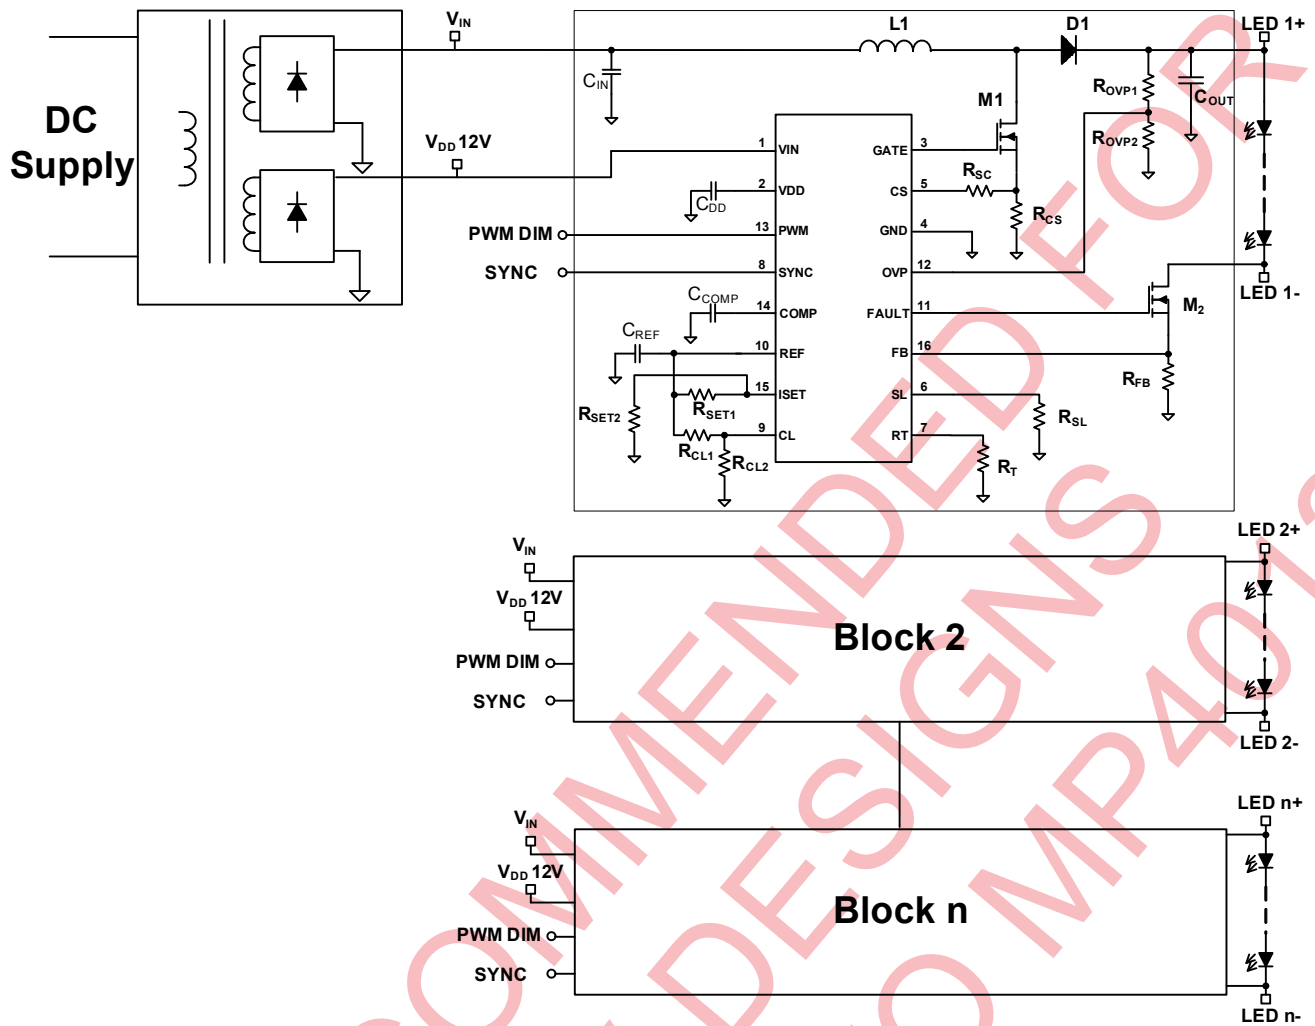 DC
Supply
VIN
VDD 12V
PWM DIM
SYNC
CIN
L1
D1
LED 1+
M1
ROVP1
COUT
ROVP2
1 VIN
GATE 3
2 VDD
CS 5
13 PWM
GND 4
8 SYNC
OVP 12
14 COMP
FAULT 11
10 REF
FB 16
15 ISET
SL 6
9 CL
RT 7
CDD
CCOMP
CREF
RSET2
RSET1
RCL1
RCL2
RSC
RCS
M2
LED 1-
RFB
RSL
RT
VIN
VDD 12V
PWM DIM
SYNC
Block 2
LED 2+
LED 2-
VIN
VDD 12V
PWM DIM
SYNC
Block n
LED n+
LED n-
COMMENDED FOR
DESIGNS
O MP401